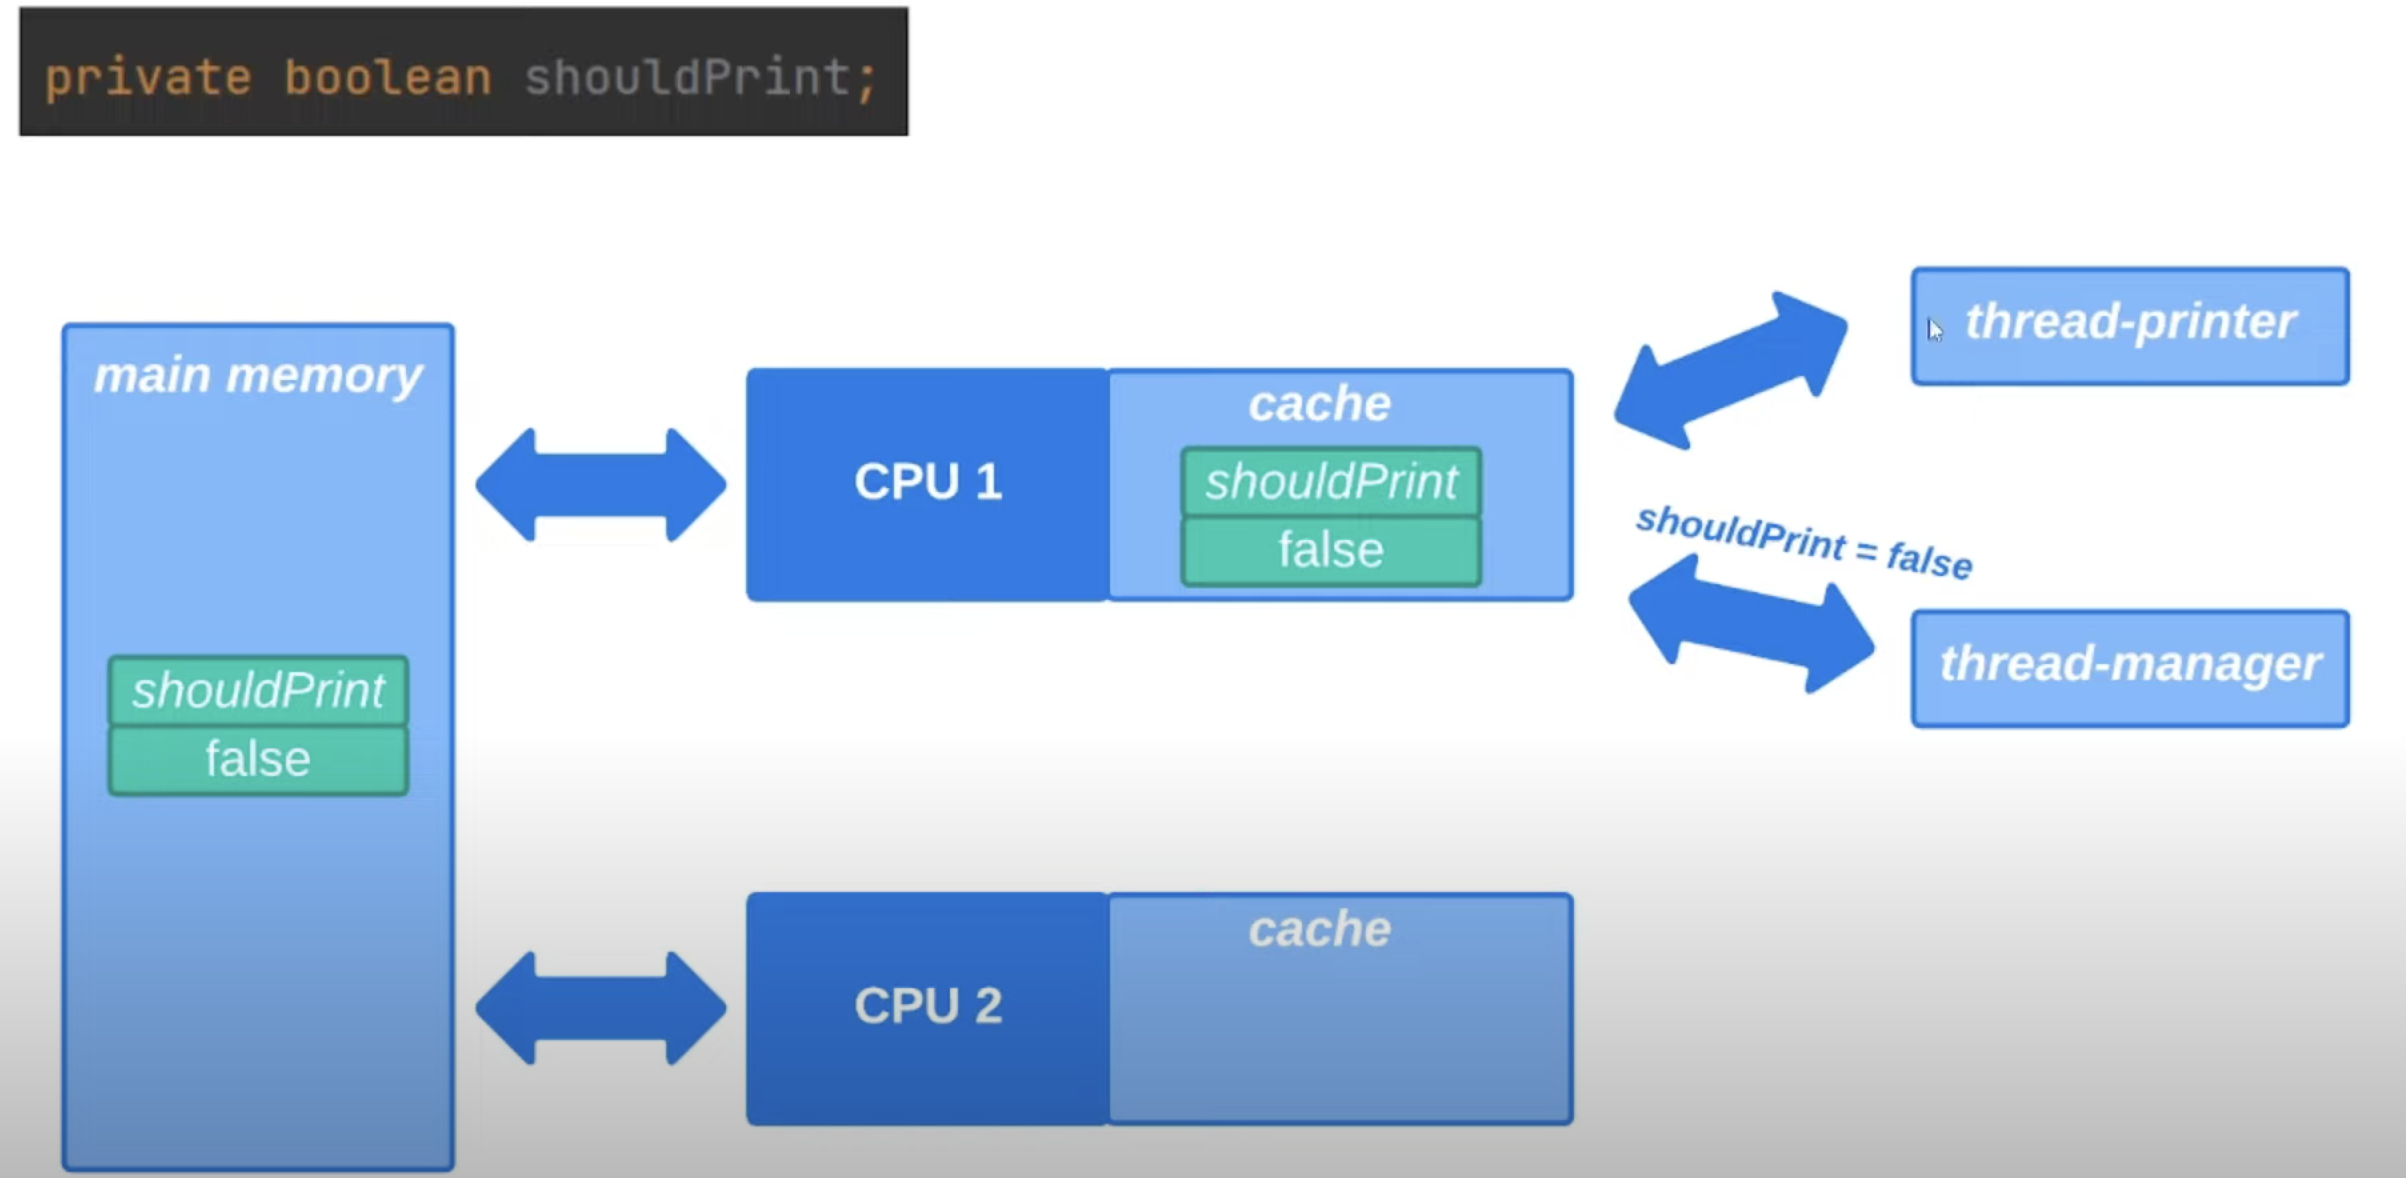 private boolean shouldPrint;
main memory
shouldPrint
false
CPU 1
cache
shouldPrint
false
thread-printer
shouldPrint = false
thread-manager
CPU 2
cache